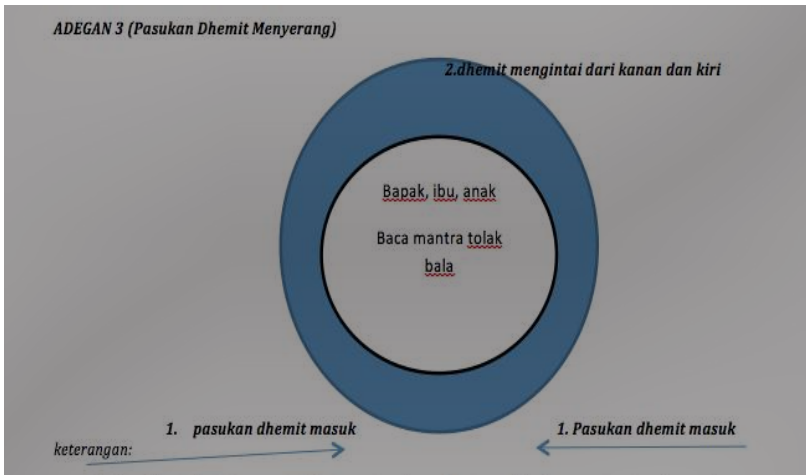 ADEGAN 3 (Pasukan Dhemit Menyerang)
2.dhemit mengintai dari kanan dan kiri
Bapak, ibu, anak
Baca mantra tolak
bala
1. pasukan dhemit masuk
1. Pasukan dhemit masuk
keterangan: